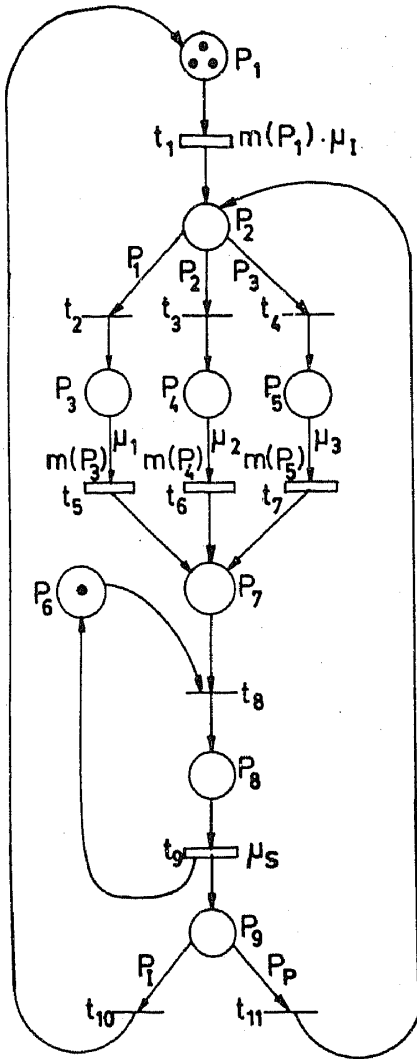 P1
t1 m(P1)·μI
P2
P1 P2 P3
t2 t3 t4
P3 P4 P5
μ1 μ2 μ3
m(P3) m(P4) m(P5)
t5 t6 t7
P6 P7
t8
P8
t9 μS
P9
PI PP
t10 t11